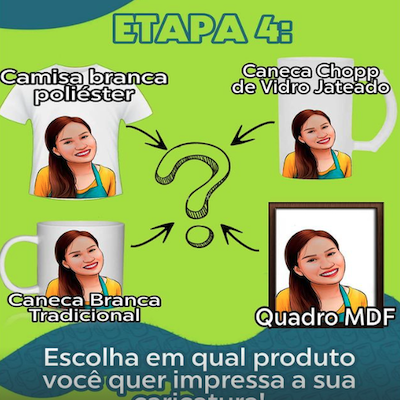 ETAPA 4:
Camisa branca
poliéster
Caneca Chopp
de Vidro Jateado
?
Caneca Branca
Tradicional
Quadro MDF
Escolha em qual produto
você quer impressa a sua
caricatura!